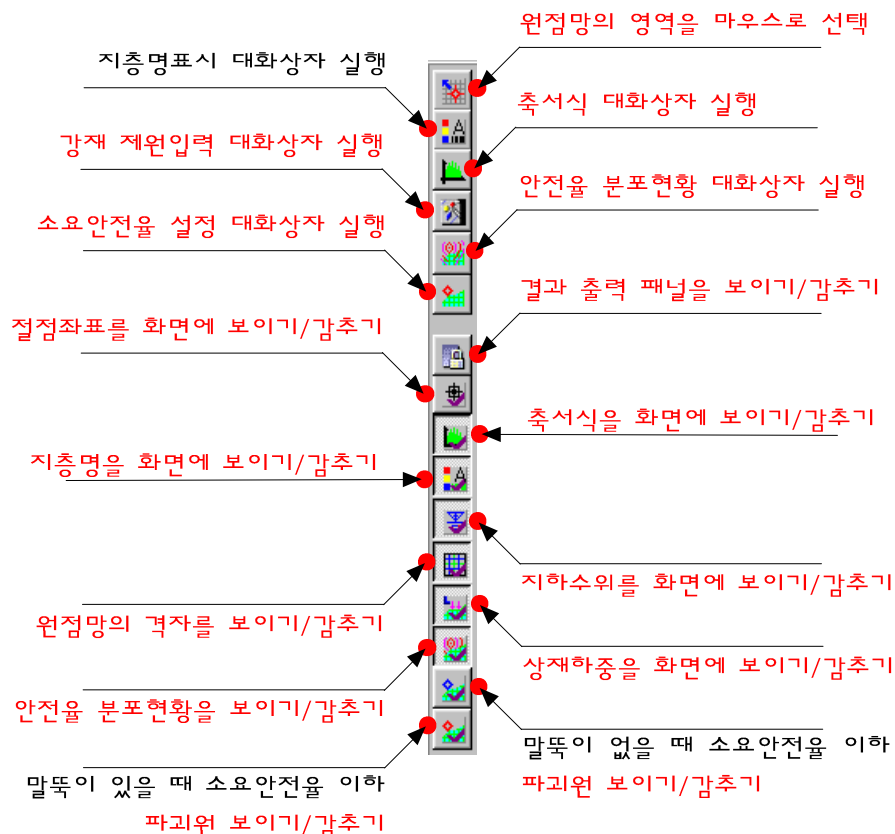 원점망의 영역을 마우스로 선택
지층명표시 대화상자 실행
축서식 대화상자 실행
강재 제원입력 대화상자 실행
안전율 분포현황 대화상자 실행
소요안전율 설정 대화상자 실행
결과 출력 패널을 보이기/감추기
절점좌표를 화면에 보이기/감추기
축서식을 화면에 보이기/감추기
지층명을 화면에 보이기/감추기
지하수위를 화면에 보이기/감추기
원점망의 격자를 보이기/감추기
상재하중을 화면에 보이기/감추기
안전율 분포현황을 보이기/감추기
말뚝이 없을 때 소요안전율 이하
파괴원 보이기/감추기
말뚝이 있을 때 소요안전율 이하
파괴원 보이기/감추기